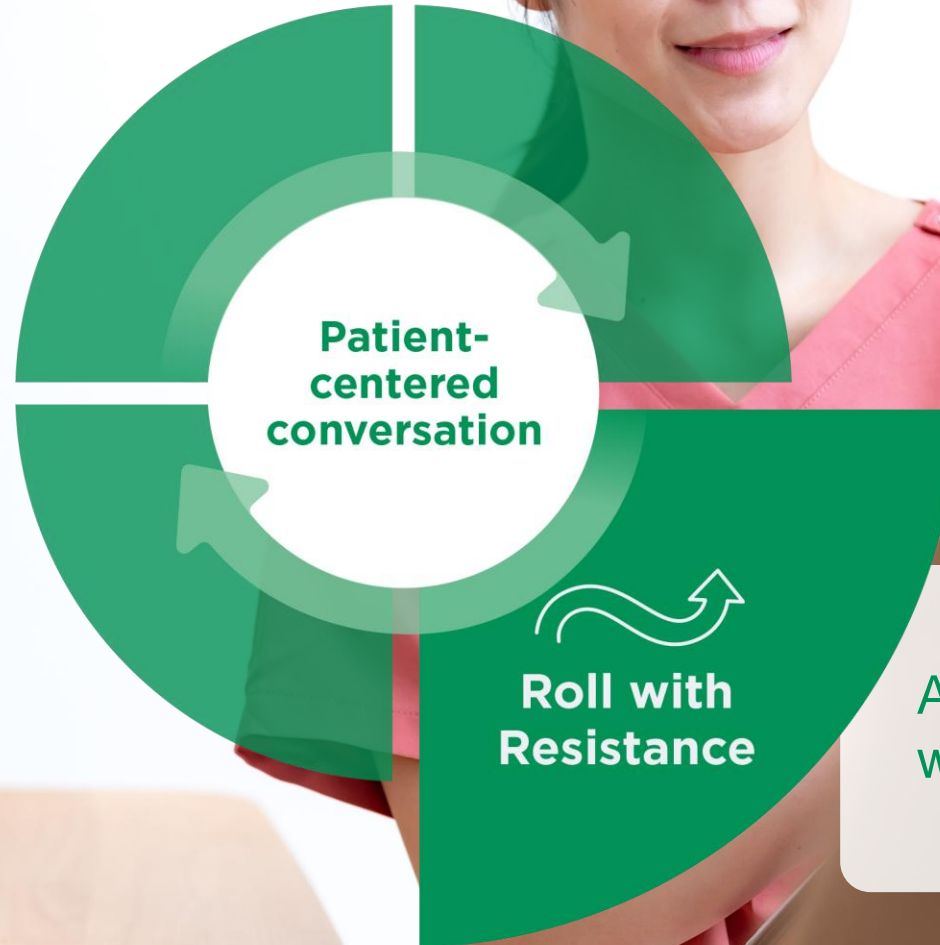 Patient-
centered
conversation
Roll with
Resistance